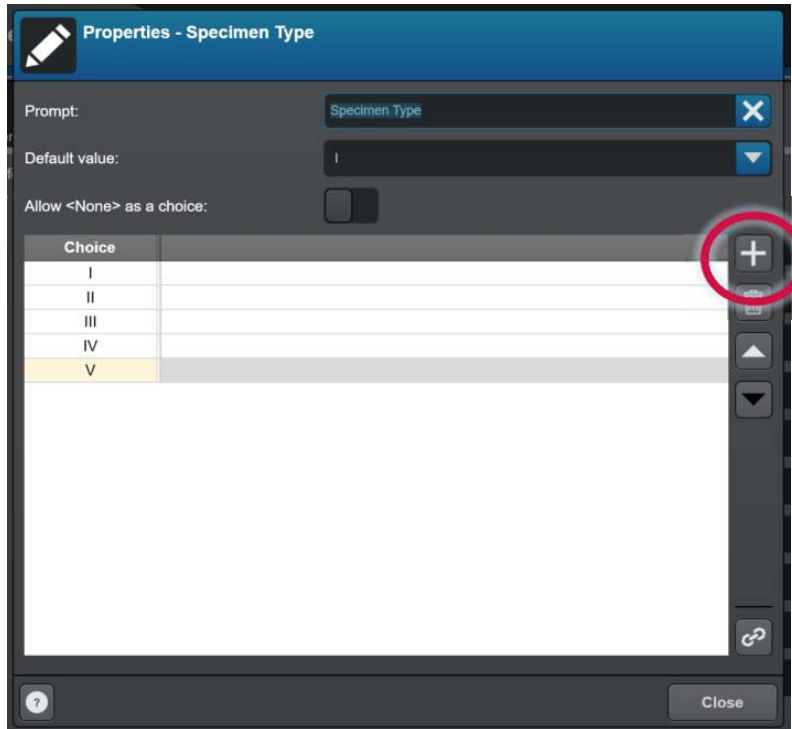 Properties - Specimen Type
Prompt:
Specimen Type
Default value:
I
Allow <None> as a choice:
Choice
I
II
III
IV
V
?
Close